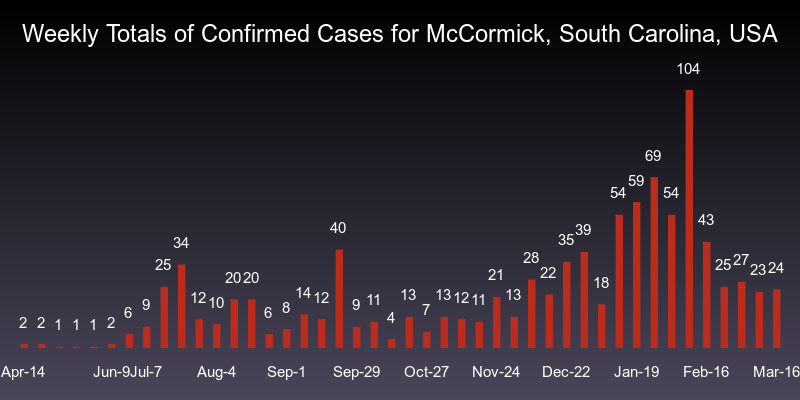 Weekly Totals of Confirmed Cases for McCormick, South Carolina, USA
2 2 1 1 1 2 6 9 25 34 12 10 20 20 6 8 14 12 40 9 11 4 13 7 13 12 11 21 13 28 22 35 39 18 54 59 69 54 104 43 25 27 23 24
Apr-14 Jun-9 Jul-7 Aug-4 Sep-1 Sep-29 Oct-27 Nov-24 Dec-22 Jan-19 Feb-16 Mar-16